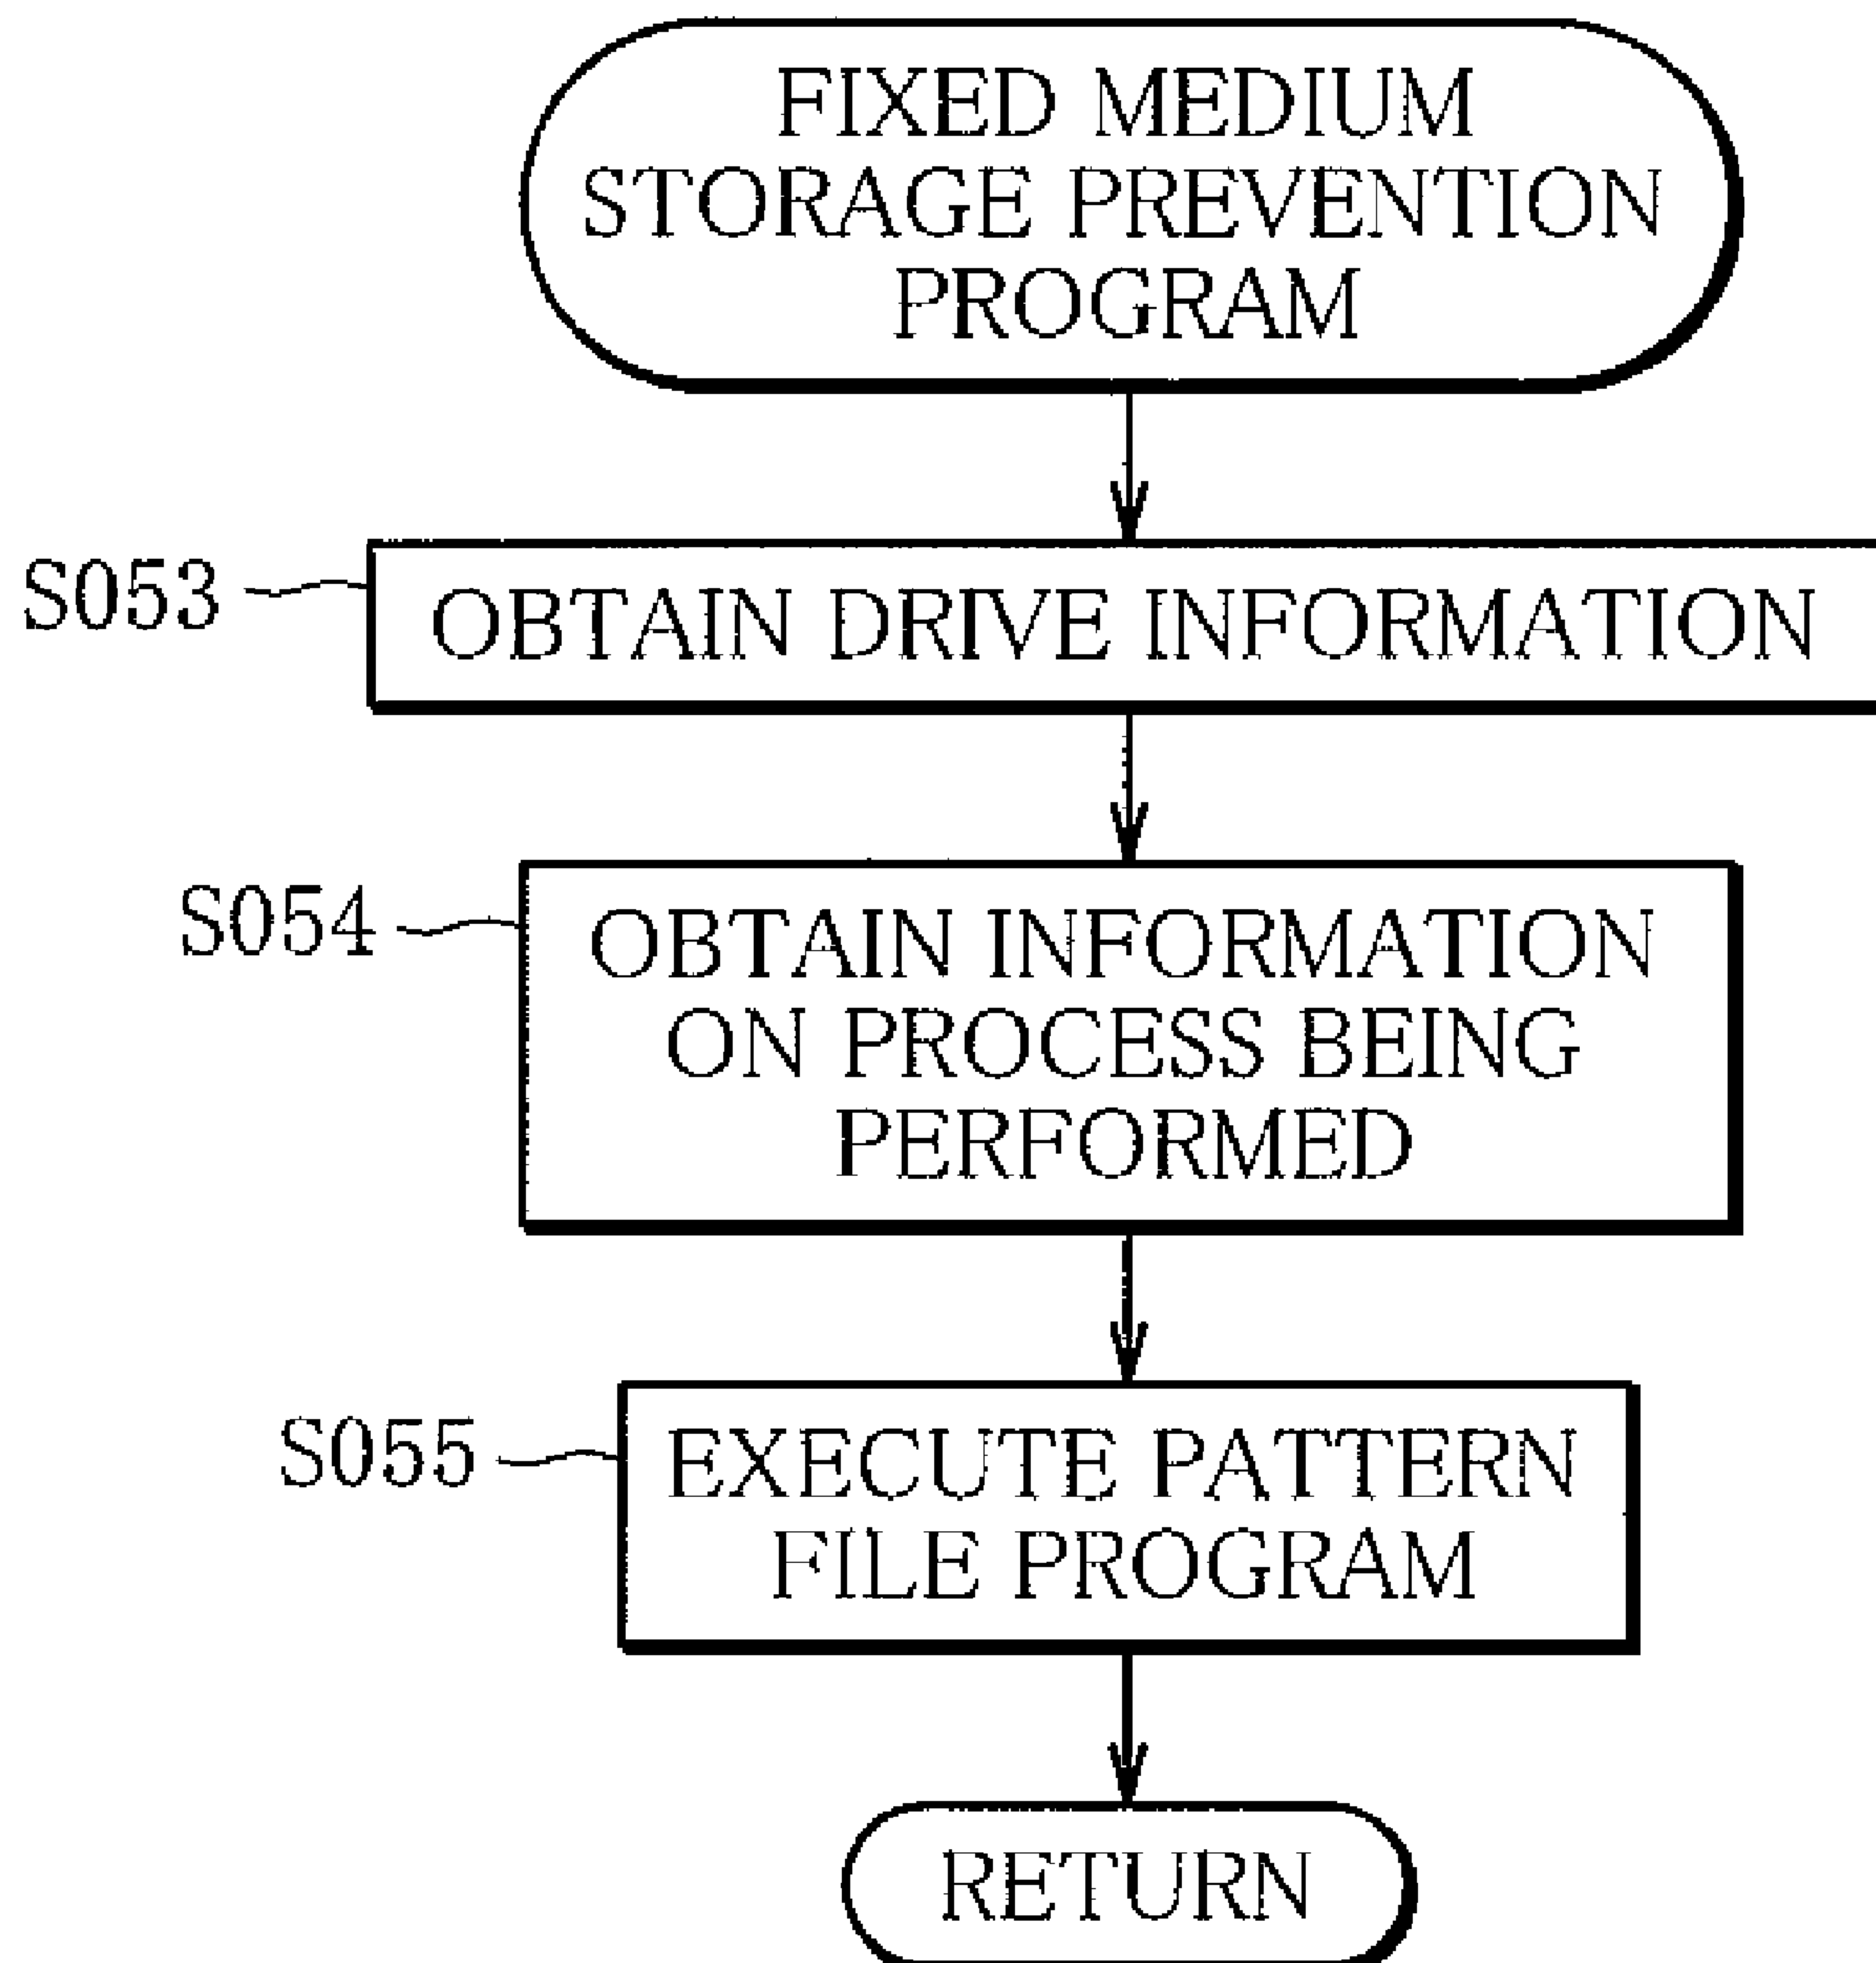 FIXED MEDIUM
STORAGE PREVENTION
PROGRAM
S053
OBTAIN DRIVE INFORMATION
S054
OBTAIN INFORMATION
ON PROCESS BEING
PERFORMED
S055
EXECUTE PATTERN
FILE PROGRAM
RETURN